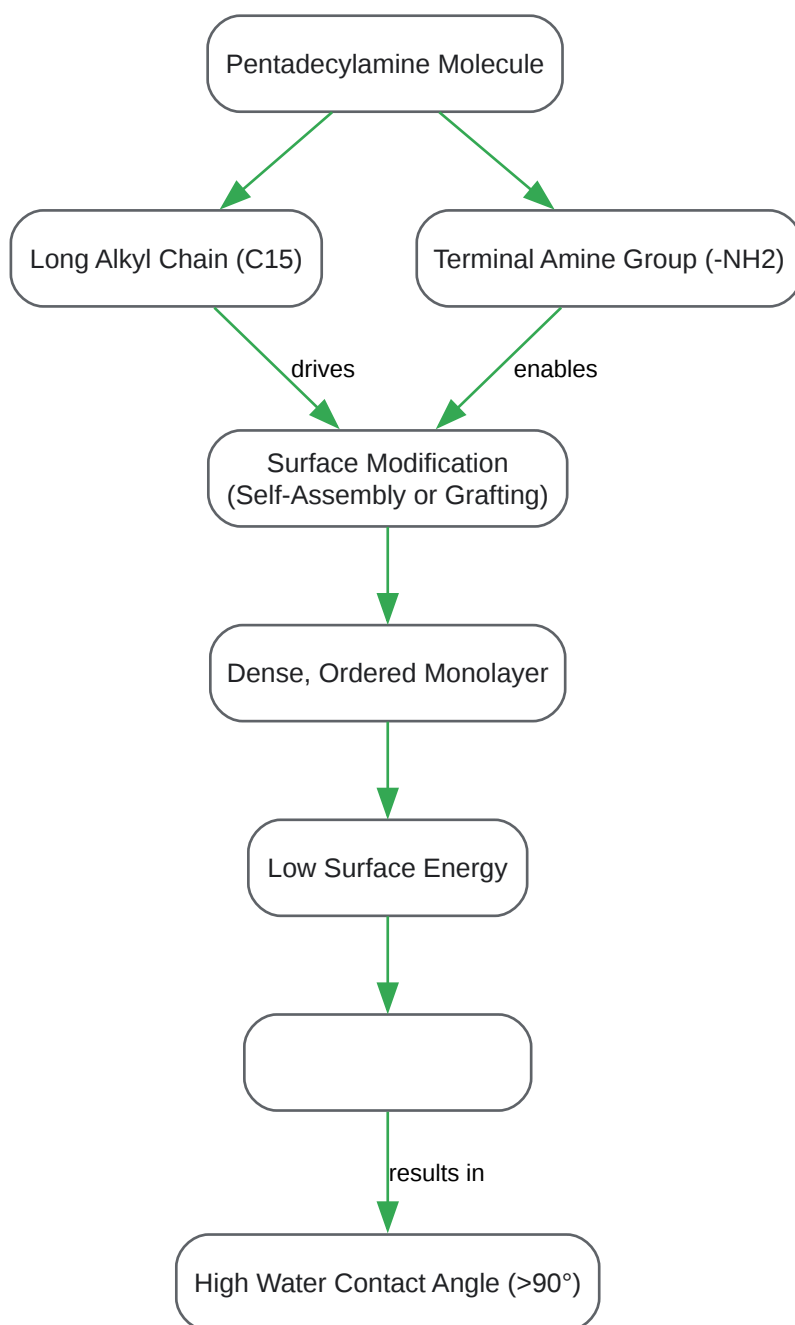 Pentadecylamine Molecule
Long Alkyl Chain (C15)
Terminal Amine Group (-NH2)
drives
enables
Surface Modification
(Self-Assembly or Grafting)
Dense, Ordered Monolayer
Low Surface Energy
results in
High Water Contact Angle (>90°)